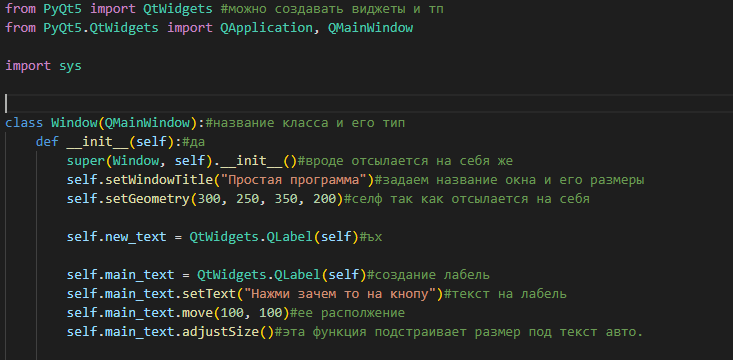 from PyQt5 import QtWidgets #можно создавать виджеты и тп
from PyQt5.QtWidgets import QApplication, QMainWindow
import sys
class Window(QMainWindow):#название класса и его тип
def __init__(self):#да
super(Window, self).__init__()#вроде отсылается на себя же
self.setWindowTitle("Простая программа")#задаем название окна и его размеры
self.setGeometry(300, 250, 350, 200)#селф так как отсылается на себя
self.new_text = QtWidgets.QLabel(self)#ъх
self.main_text = QtWidgets.QLabel(self)#создание лабель
self.main_text.setText("Нажми зачем то на кнопу")#текст на лабель
self.main_text.move(100, 100)#ее располжение
self.main_text.adjustSize()#эта функция подстраивает размер под текст авто.